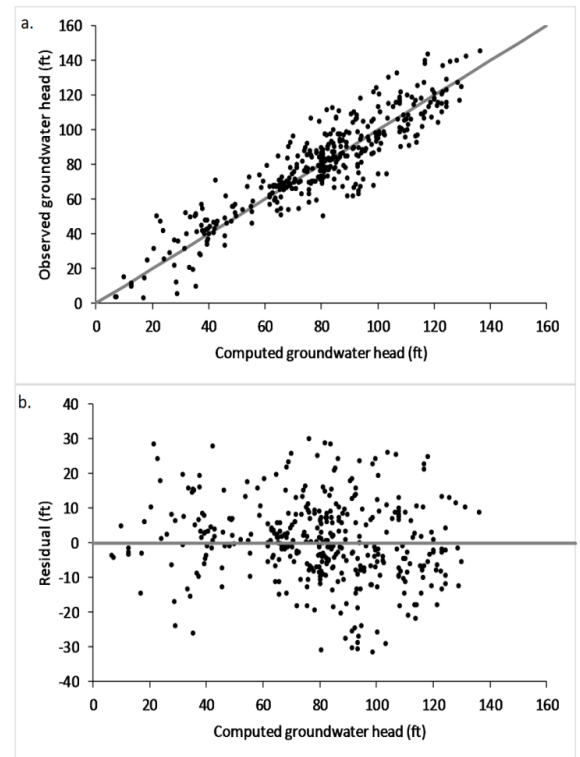 a.
160
140
120
100
80
60
40
20
0
Observed groundwater head (ft)
0 20 40 60 80 100 120 140 160
Computed groundwater head (ft)
b.
40
30
20
10
0
-10
-20
-30
-40
Residual (ft)
0 20 40 60 80 100 120 140 160
Computed groundwater head (ft)